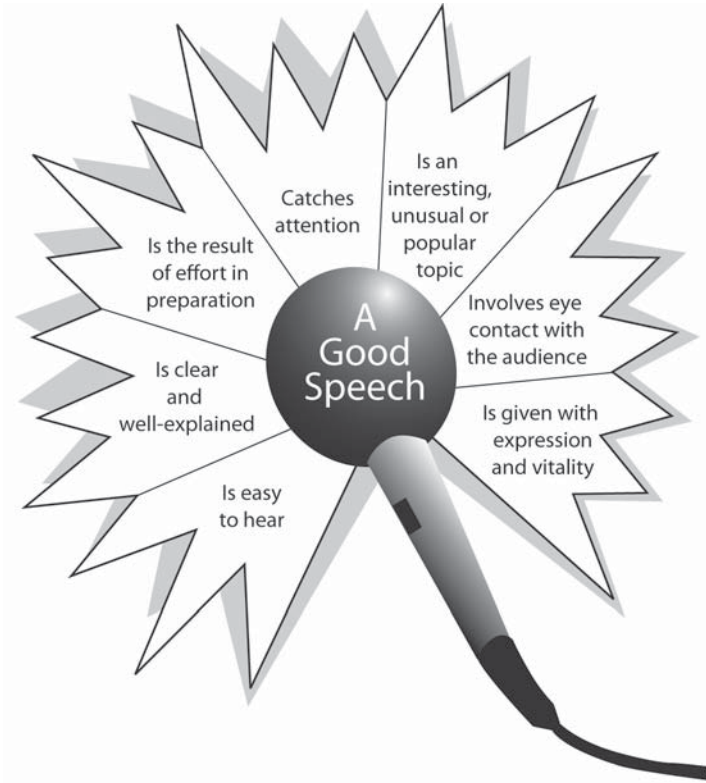 A
Good
Speech
Catches
attention
Is an
interesting,
unusual or
popular
topic
Involves eye
contact with
the audience
Is given with
expression
and vitality
Is easy
to hear
Is clear
and
well-explained
Is the result
of effort in
preparation